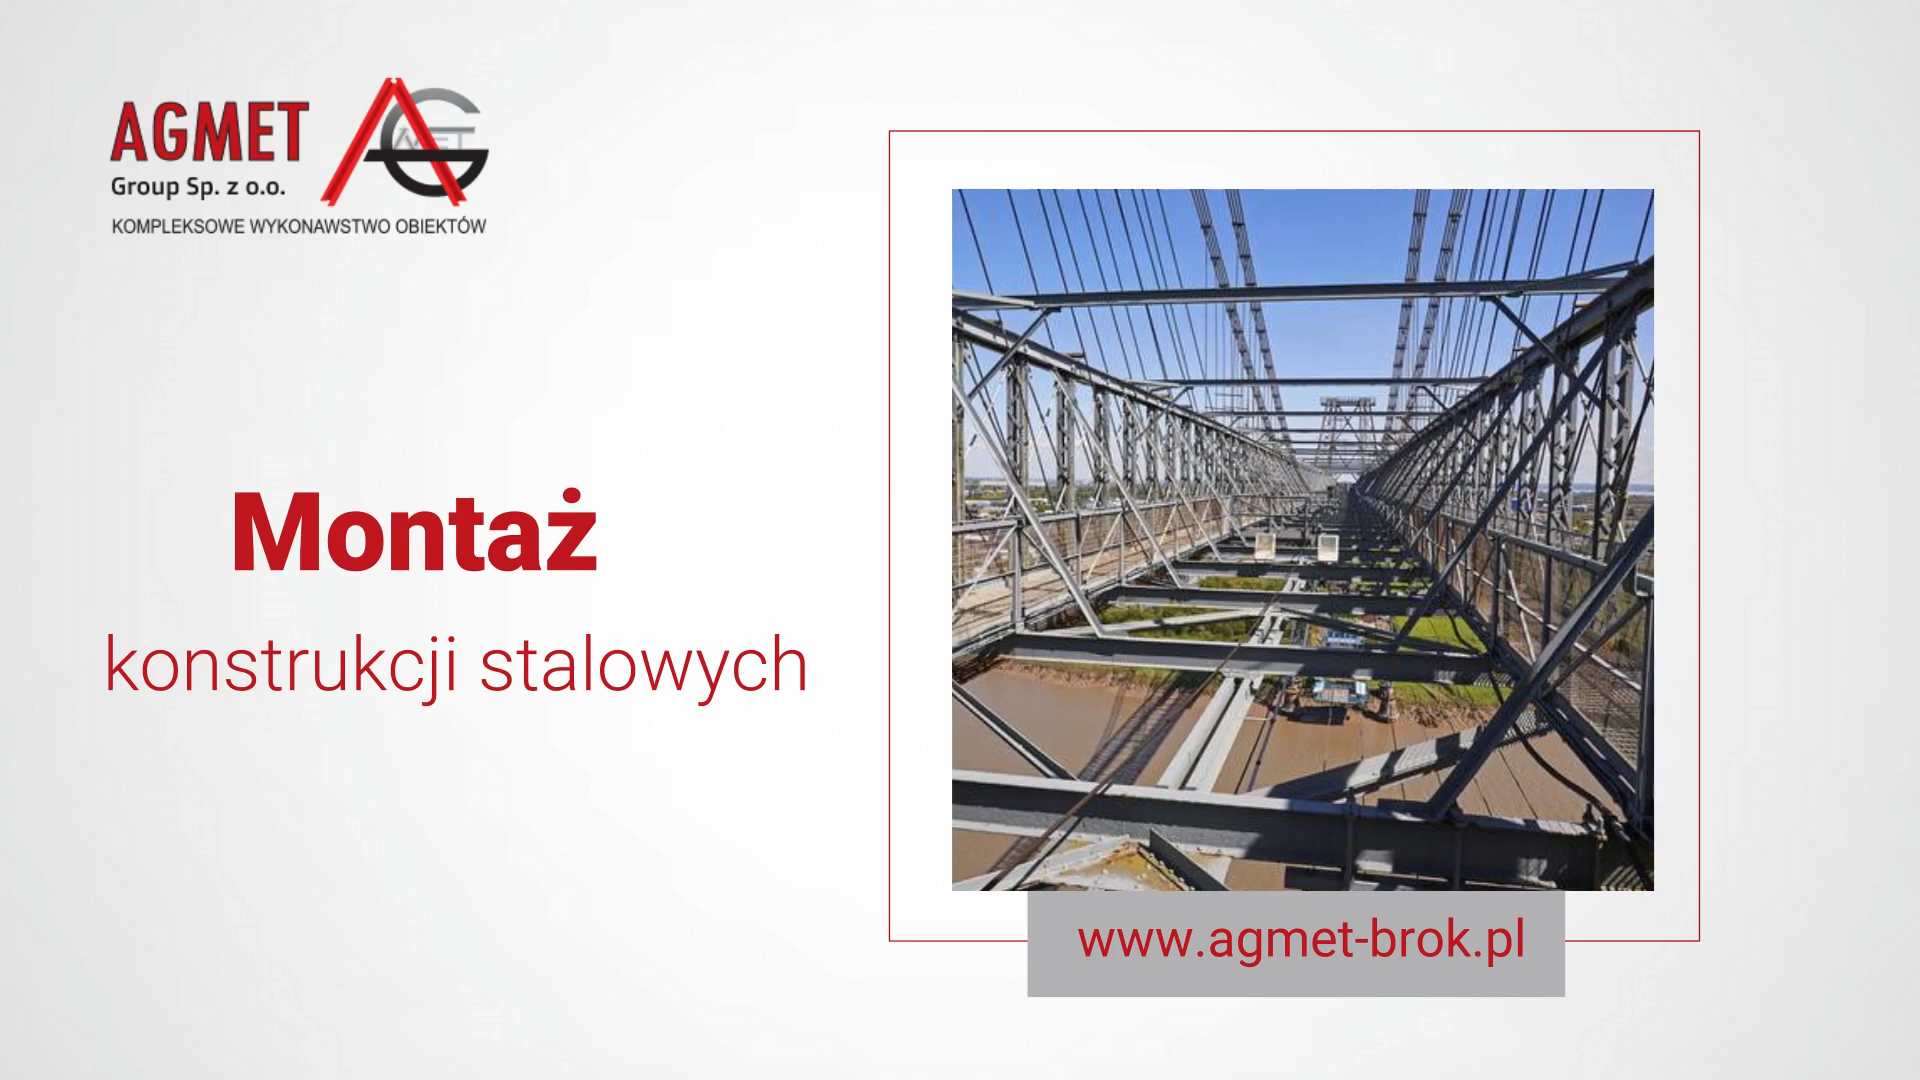 AGMET
Group Sp. z o.o.
KOMPLEKSOWE WYKONAWSTWO OBIEKTÓW
Montaż
konstrukcji stalowych
www.agmet-brok.pl